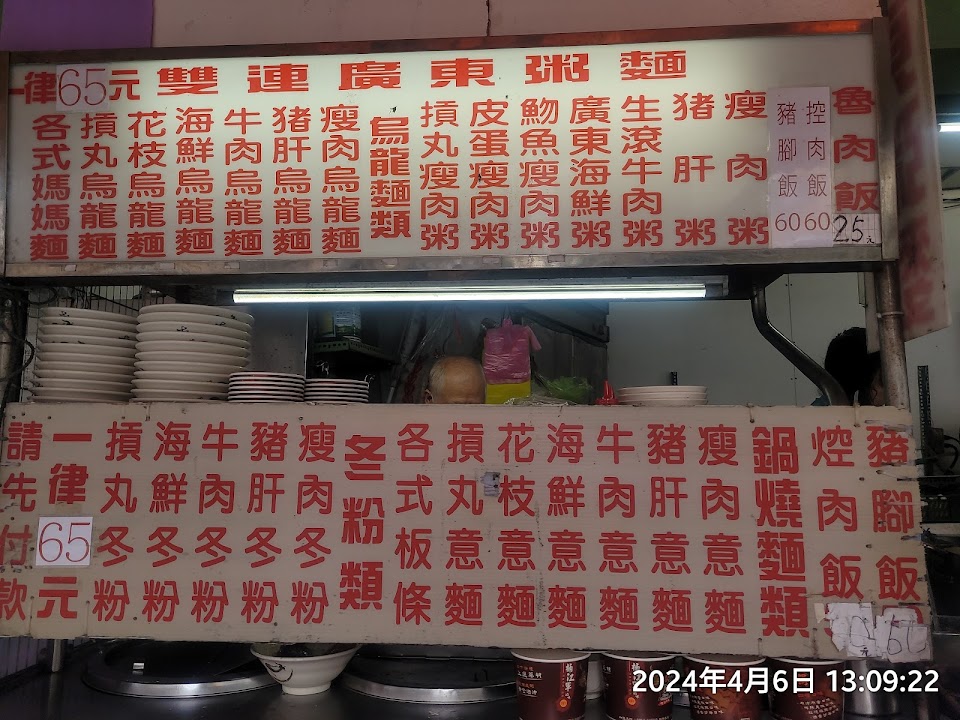 一律65元 雙連廣東粥麵
魯肉飯 25元
控肉飯 60
豬腳飯 60
瘦肉粥
豬肝粥
生滾牛肉粥
廣東海鮮粥
魩魚瘦肉粥
皮蛋瘦肉粥
摃丸瘦肉粥
烏龍麵類
瘦肉烏龍麵
豬肝烏龍麵
牛肉烏龍麵
海鮮烏龍麵
花枝烏龍麵
摃丸烏龍麵
各式媽媽麵
豬腳飯
焢肉飯
鍋燒麵類
瘦肉意麵
豬肝意麵
牛肉意麵
海鮮意麵
花枝意麵
摃丸意麵
各式板條
冬粉類
瘦肉冬粉
豬肝冬粉
牛肉冬粉
海鮮冬粉
摃丸冬粉
一律65元
請先付款
2024年4月6日 13:09:22